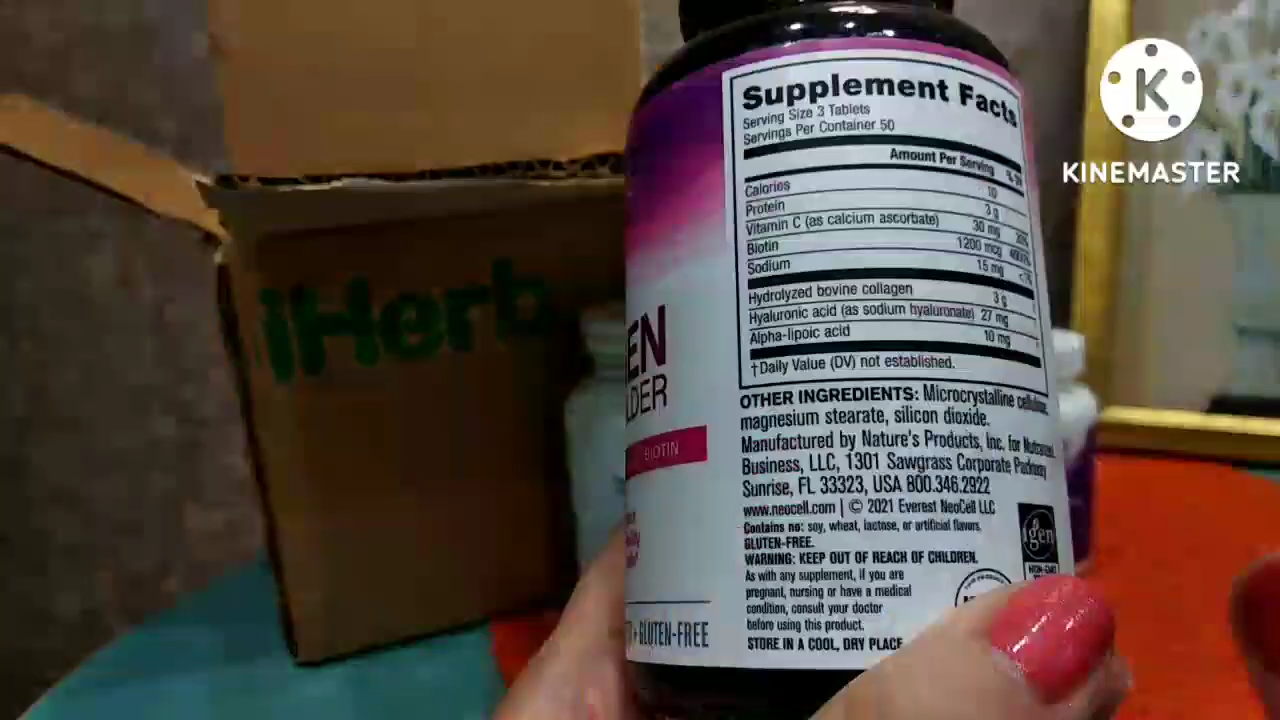 Supplement Facts
Serving Size 3 Tablets
Servings Per Container 50
Amount Per Serving
Calories 10
Protein 3 g
Vitamin C (as calcium ascorbate) 30 mg
Biotin 1200 mcg
Sodium 15 mg <1%
Hydrolyzed bovine collagen 3 g
Hyaluronic acid (as sodium hyaluronate) 27 mg
Alpha-lipoic acid 10 mg
†Daily Value (DV) not established.
OTHER INGREDIENTS: Microcrystalline
magnesium stearate, silicon dioxide.
Manufactured by Nature's Products, Inc. for
Business, LLC, 1301 Sawgrass Corporate Parkway
Sunrise, FL 33323, USA 800.346.2922
www.neocell.com | © 2021 Everest NeoCell LLC
Contains no: soy, wheat, lactose, or artificial flavors.
GLUTEN-FREE.
WARNING: KEEP OUT OF REACH OF CHILDREN.
As with any supplement, if you are
pregnant, nursing or have a medical
condition, consult your doctor
before using this product.
STORE IN A COOL, DRY PLACE
igen
NON-GMO
EN
LDER
BIOTIN
GLUTEN-FREE
iHerb
K
KINEMASTER